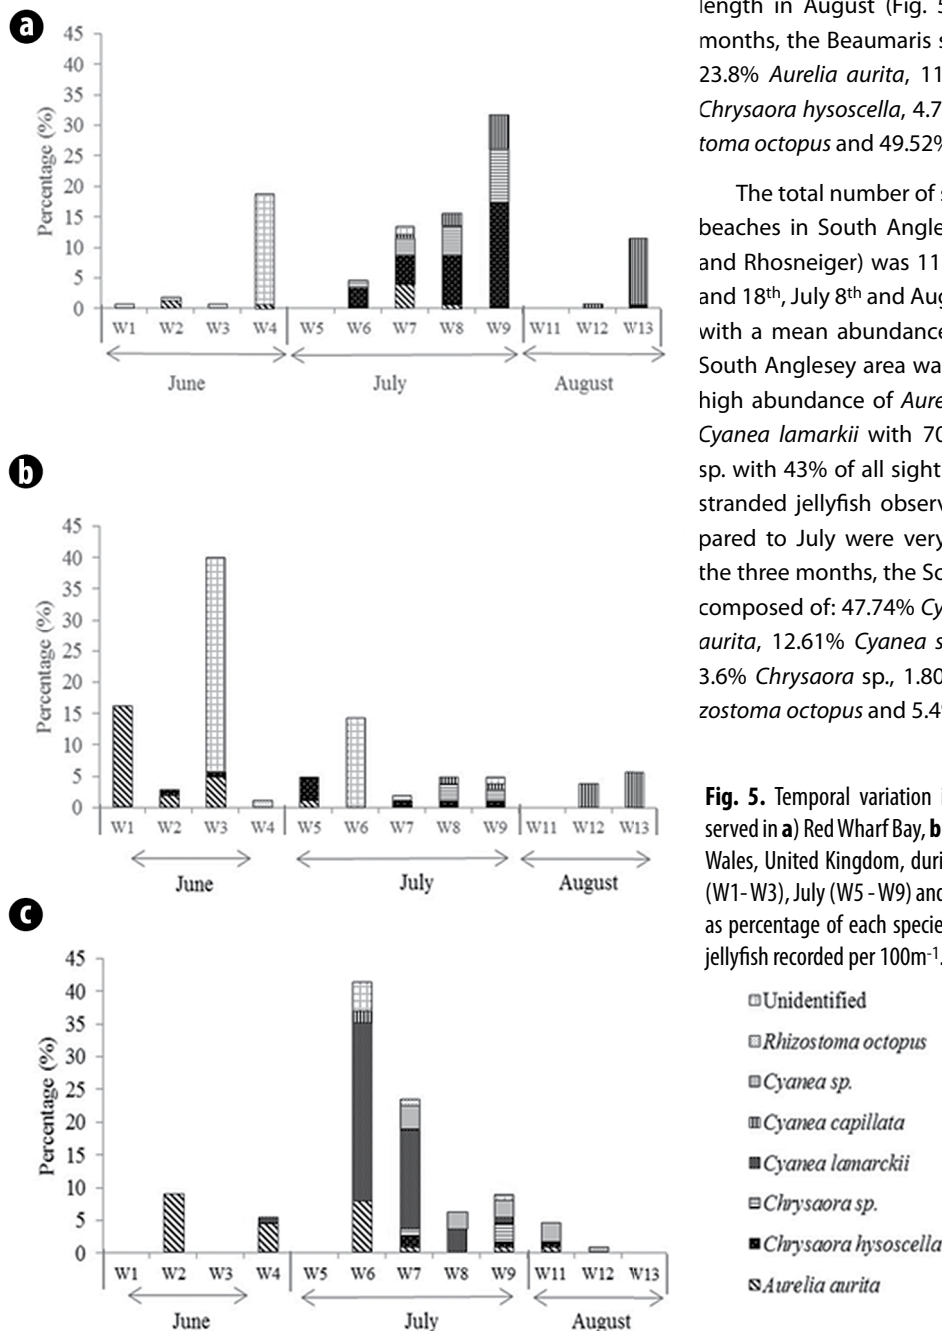 a
45
40
35
30
25
20
15
10
5
0
Percentage (%)
W1 W2 W3 W4 W5 W6 W7 W8 W9 W11 W12 W13
June July August
b
45
40
35
30
25
20
15
10
5
0
Percentage (%)
W1 W2 W3 W4 W5 W6 W7 W8 W9 W11 W12 W13
June July August
c
45
40
35
30
25
20
15
10
5
0
Percentage (%)
W1 W2 W3 W4 W5 W6 W7 W8 W9 W11 W12 W13
June July August
length in August (Fig. 5
months, the Beaumaris s
23.8% Aurelia aurita, 11
Chrysaora hysoscella, 4.7
toma octopus and 49.52%
The total number of s
beaches in South Angle
and Rhosneiger) was 11
and 18th, July 8th and Aug
with a mean abundance
South Anglesey area wa
high abundance of Aure
Cyanea lamarkii with 70
sp. with 43% of all sight
stranded jellyfish observ
pared to July were very
the three months, the So
composed of: 47.74% Cy
aurita, 12.61% Cyanea s
3.6% Chrysaora sp., 1.80
zostoma octopus and 5.4
Fig. 5. Temporal variation i
served in a) Red Wharf Bay, b
Wales, United Kingdom, duri
(W1- W3), July (W5 - W9) and
as percentage of each specie
jellyfish recorded per 100m-1.
Unidentified
Rhizostoma octopus
Cyanea sp.
Cyanea capillata
Cyanea lamarckii
Chrysaora sp.
Chrysaora hysoscella
Aurelia aurita